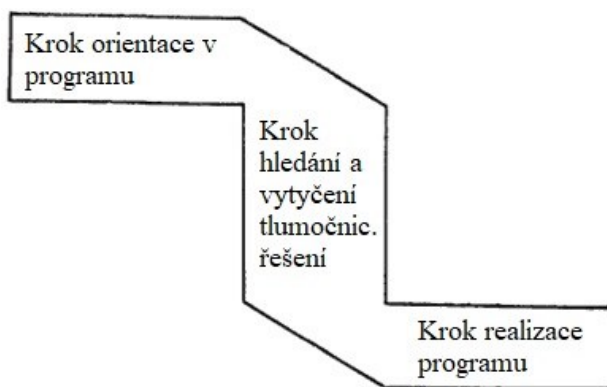 Krok orientace v
programu
Krok
hledání a
vytyčení
tlumočnic.
řešení
Krok realizace
programu